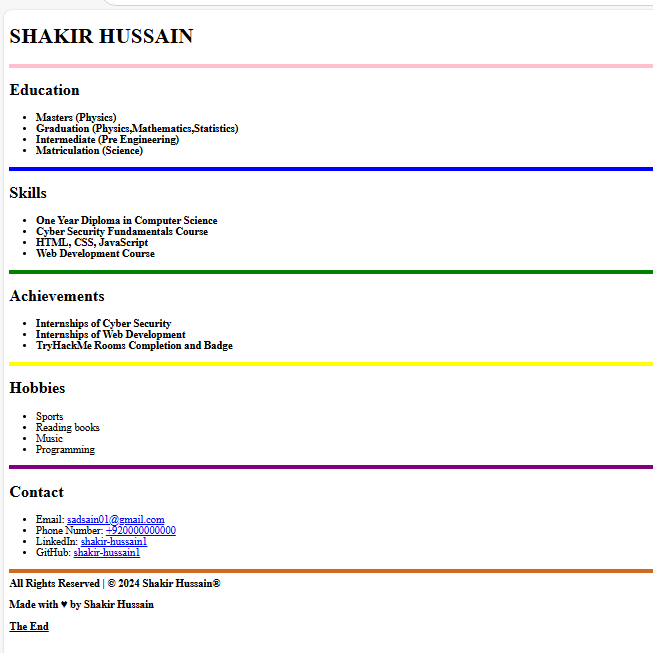 SHAKIR HUSSAIN
Education
Masters (Physics)
Graduation (Physics,Mathematics,Statistics)
Intermediate (Pre Engineering)
Matriculation (Science)
Skills
One Year Diploma in Computer Science
Cyber Security Fundamentals Course
HTML, CSS, JavaScript
Web Development Course
Achievements
Internships of Cyber Security
Internships of Web Development
TryHackMe Rooms Completion and Badge
Hobbies
Sports
Reading books
Music
Programming
Contact
Email: sadsain01@gmail.com
Phone Number: +920000000000
LinkedIn: shakir-hussain1
GitHub: shakir-hussain1
All Rights Reserved | © 2024 Shakir Hussain®
Made with ♥ by Shakir Hussain
The End